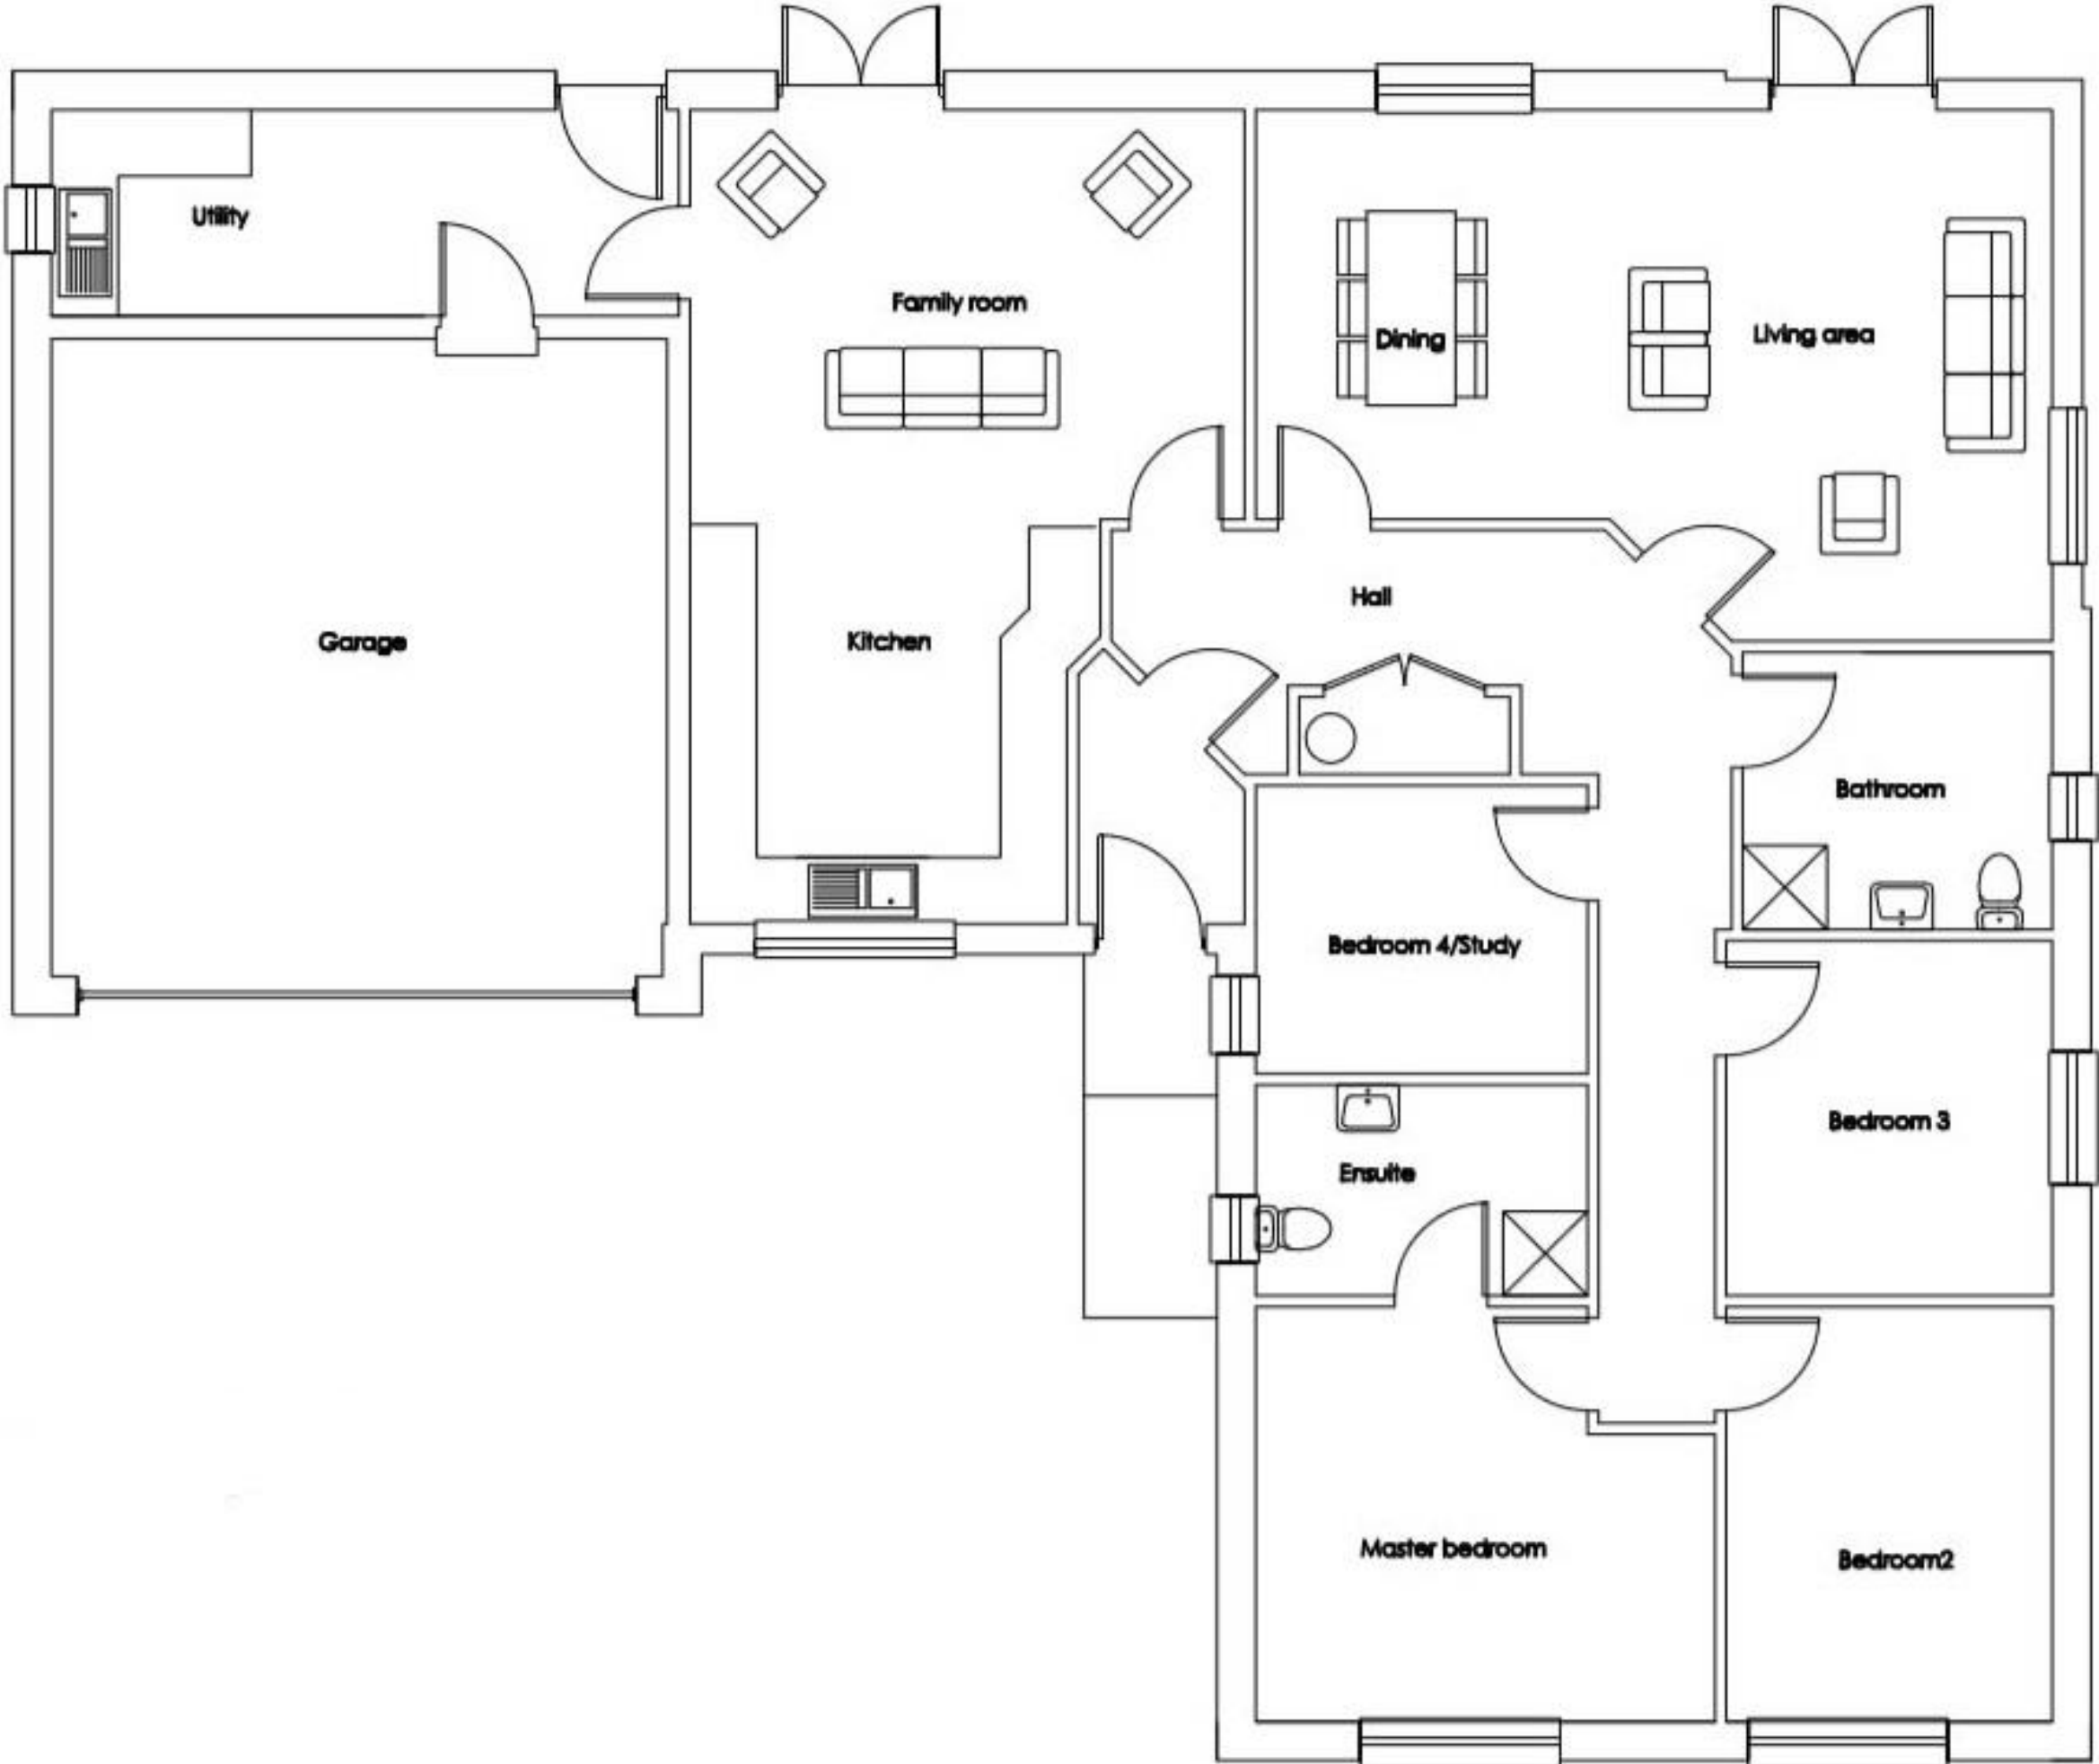 Utility
Family room
Dining
Living area
Hall
Garage
Kitchen
Bathroom
Bedroom 4/Study
Bedroom 3
Ensuite
Master bedroom
Bedroom2